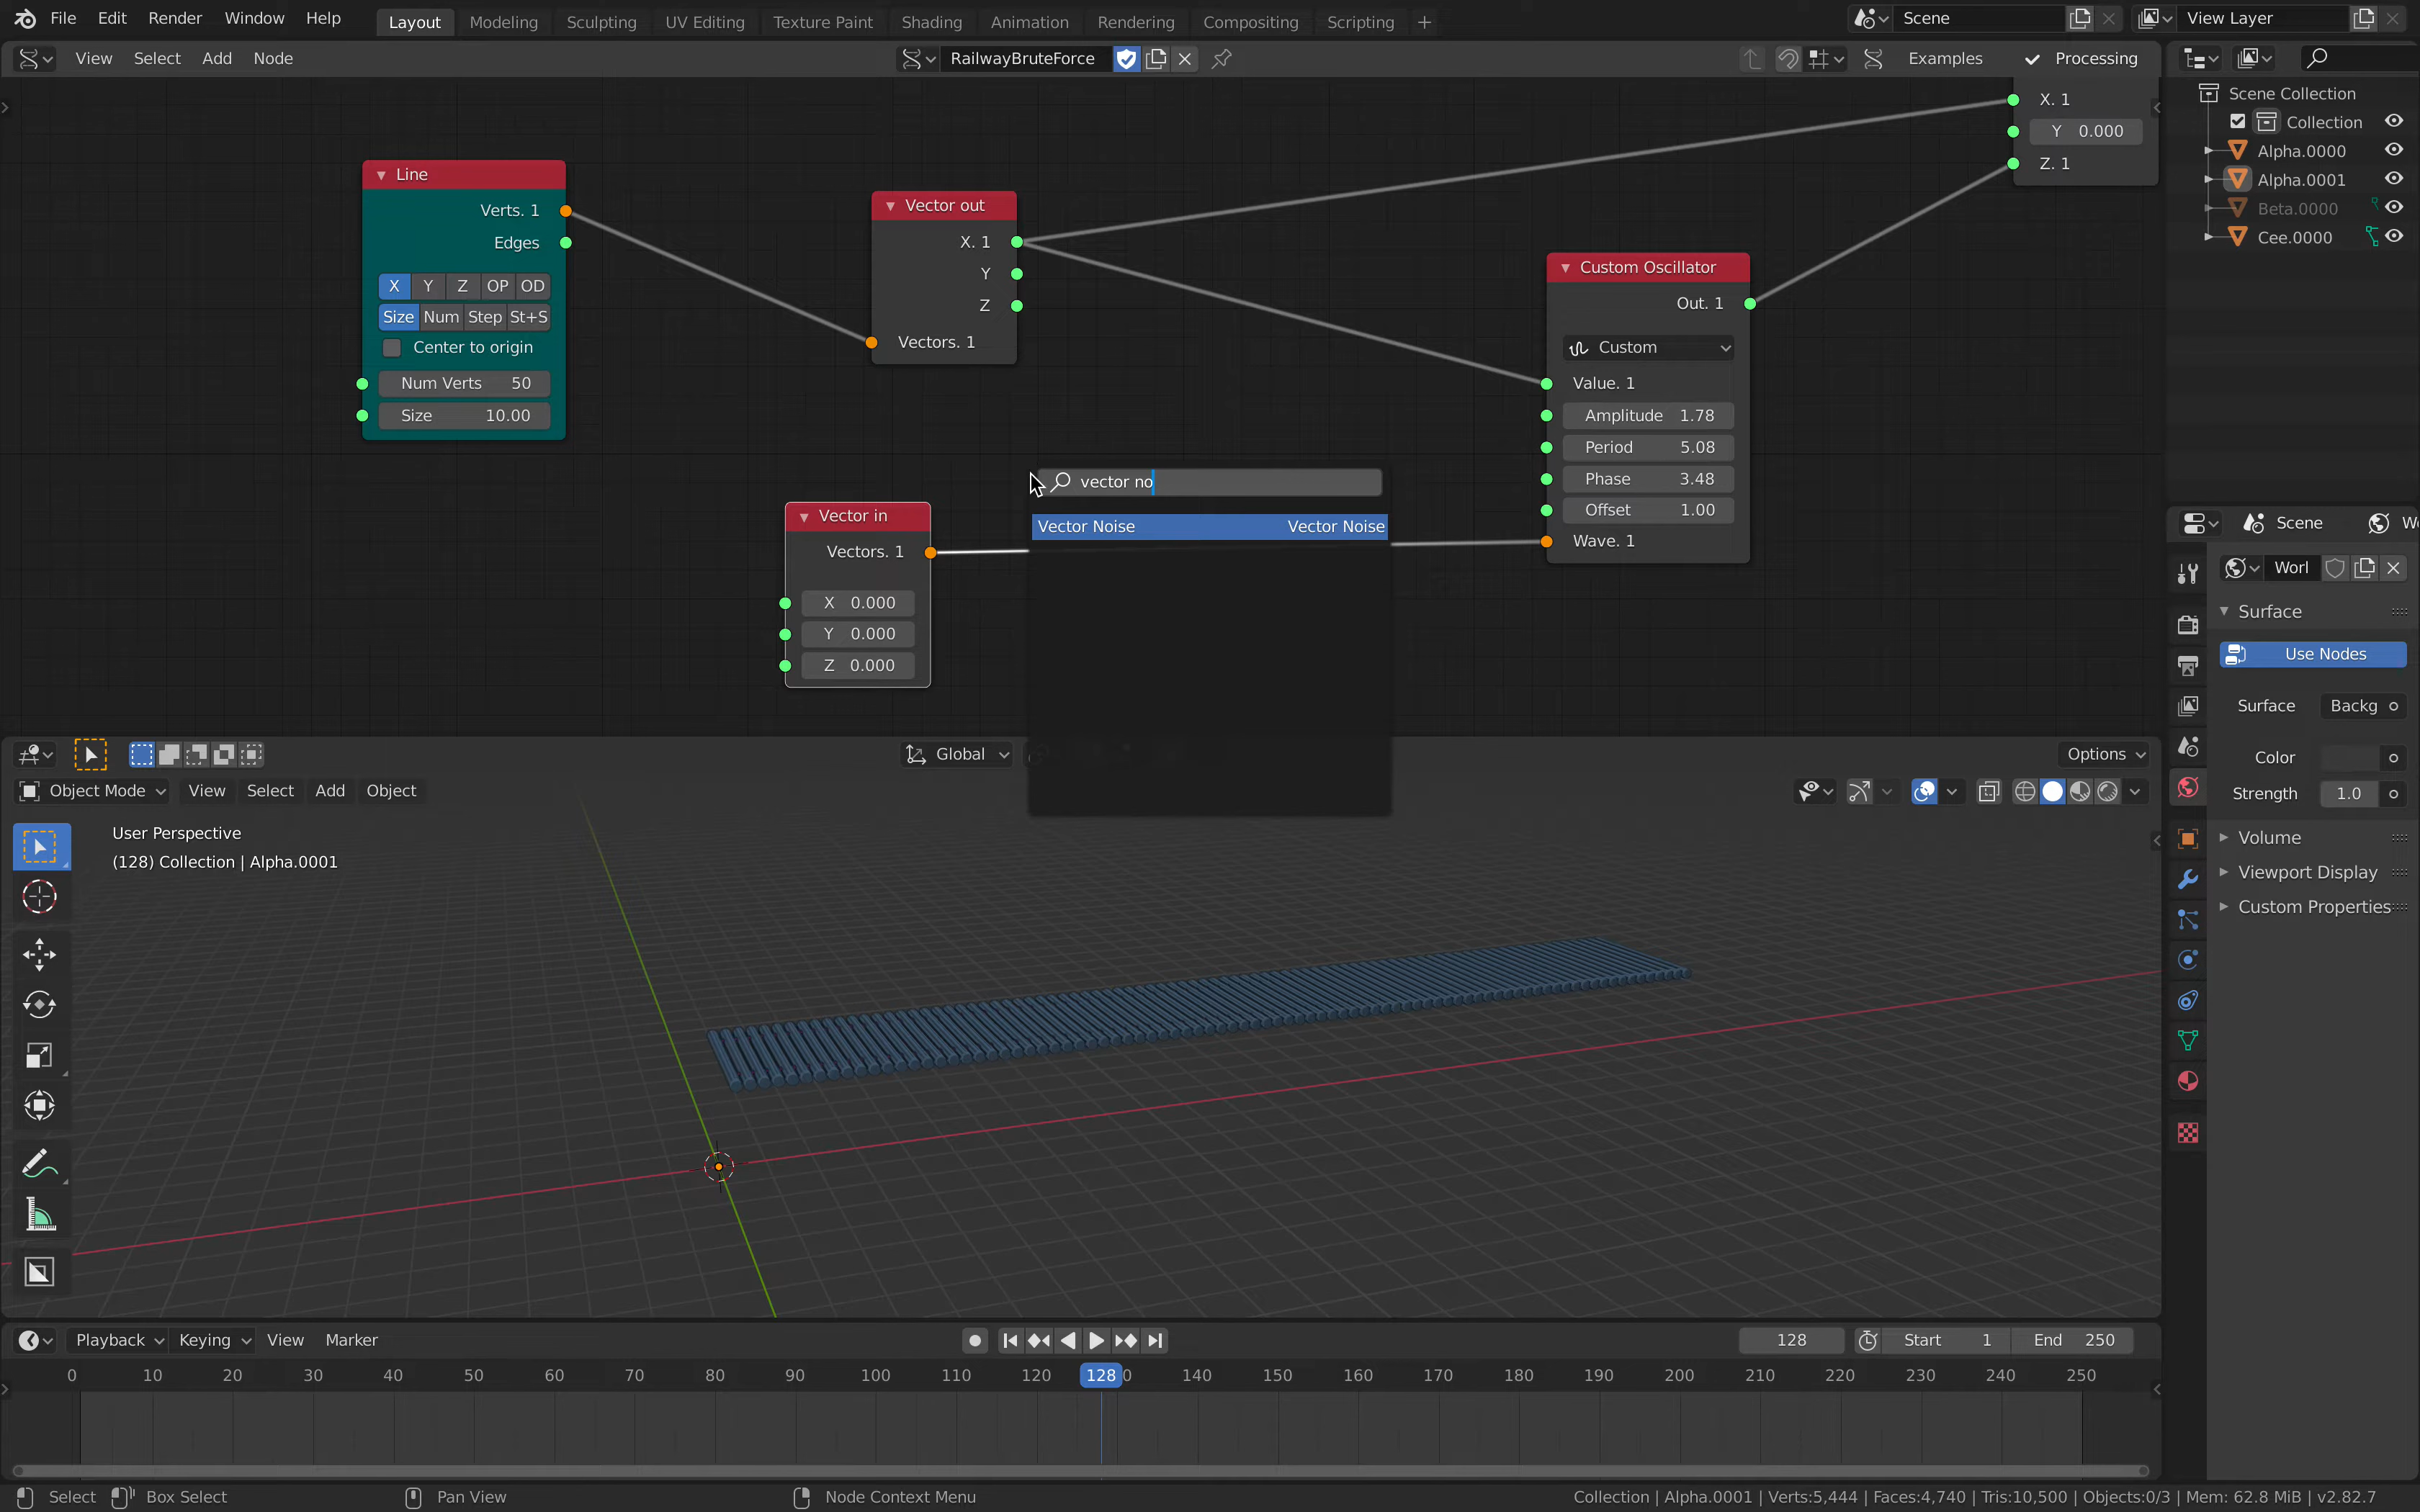 File Edit Render Window Help Layout Modeling Sculpting UV Editing Texture Paint Shading Animation Rendering Compositing Scripting + Scene View Layer
View Select Add Node RailwayBruteForce Examples Processing
Scene Collection
Collection
Alpha.0000
Alpha.0001
Beta.0000
Cee.0000
X. 1
Y 0.000
Z. 1
Line
Verts. 1
Edges
X Y Z OP OD
Size Num Step St+S
Center to origin
Num Verts 50
Size 10.00
Vector out
X. 1
Y
Z
Vectors. 1
Custom Oscillator
Out. 1
Custom
Value. 1
Amplitude 1.78
Period 5.08
Phase 3.48
Offset 1.00
Wave. 1
vector no
Vector Noise Vector Noise
Vector in
Vectors. 1
X 0.000
Y 0.000
Z 0.000
Scene
Worl
Surface
Use Nodes
Surface Backg
Color
Strength 1.0
Volume
Viewport Display
Custom Properties
Global Options
Object Mode View Select Add Object
User Perspective
(128) Collection | Alpha.0001
Playback Keying View Marker 128 Start 1 End 250
0 10 20 30 40 50 60 70 80 90 100 110 120 128 0 140 150 160 170 180 190 200 210 220 230 240 250
Select Box Select Pan View Node Context Menu Collection | Alpha.0001 | Verts:5,444 | Faces:4,740 | Tris:10,500 | Objects:0/3 | Mem: 62.8 MiB | v2.82.7